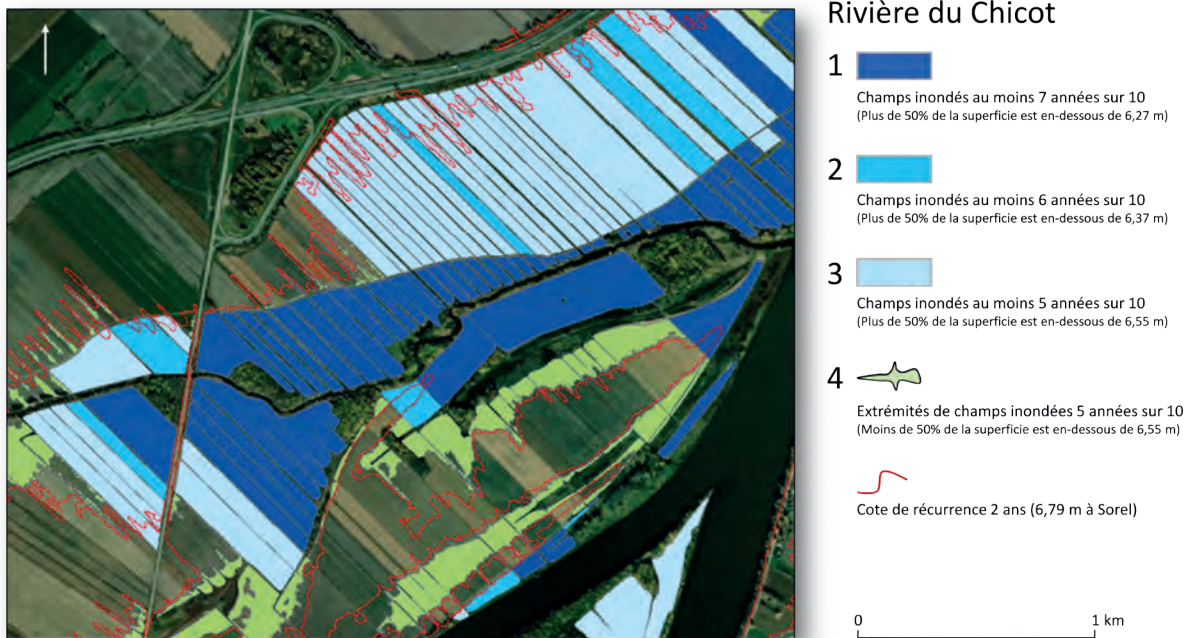 Rivière du Chicot
1
Champs inondés au moins 7 années sur 10
(Plus de 50% de la superficie est en-dessous de 6,27 m)
2
Champs inondés au moins 6 années sur 10
(Plus de 50% de la superficie est en-dessous de 6,37 m)
3
Champs inondés au moins 5 années sur 10
(Plus de 50% de la superficie est en-dessous de 6,55 m)
4
Extrémités de champs inondées 5 années sur 10
(Moins de 50% de la superficie est en-dessous de 6,55 m)
Cote de récurrence 2 ans (6,79 m à Sorel)
0 1 km